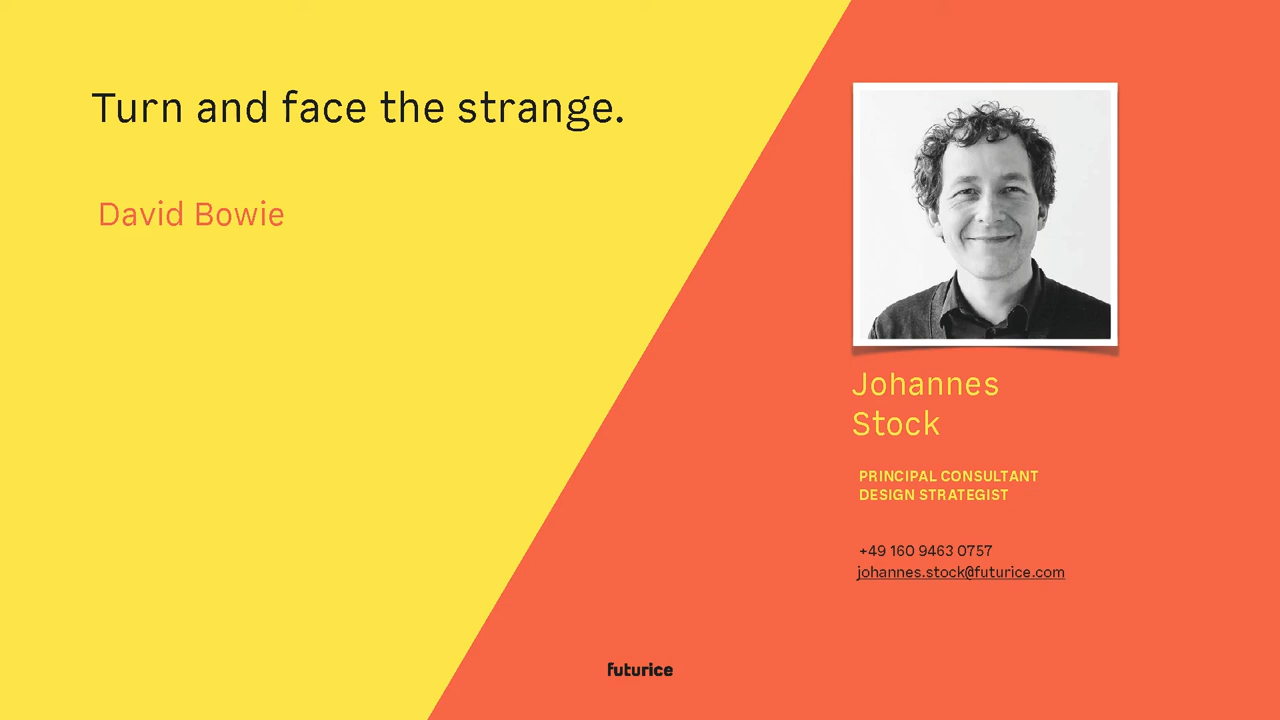 Turn and face the strange.
David Bowie
Johannes
Stock
PRINCIPAL CONSULTANT
DESIGN STRATEGIST
+49 160 9463 0757
johannes.stock@futurice.com
futurice